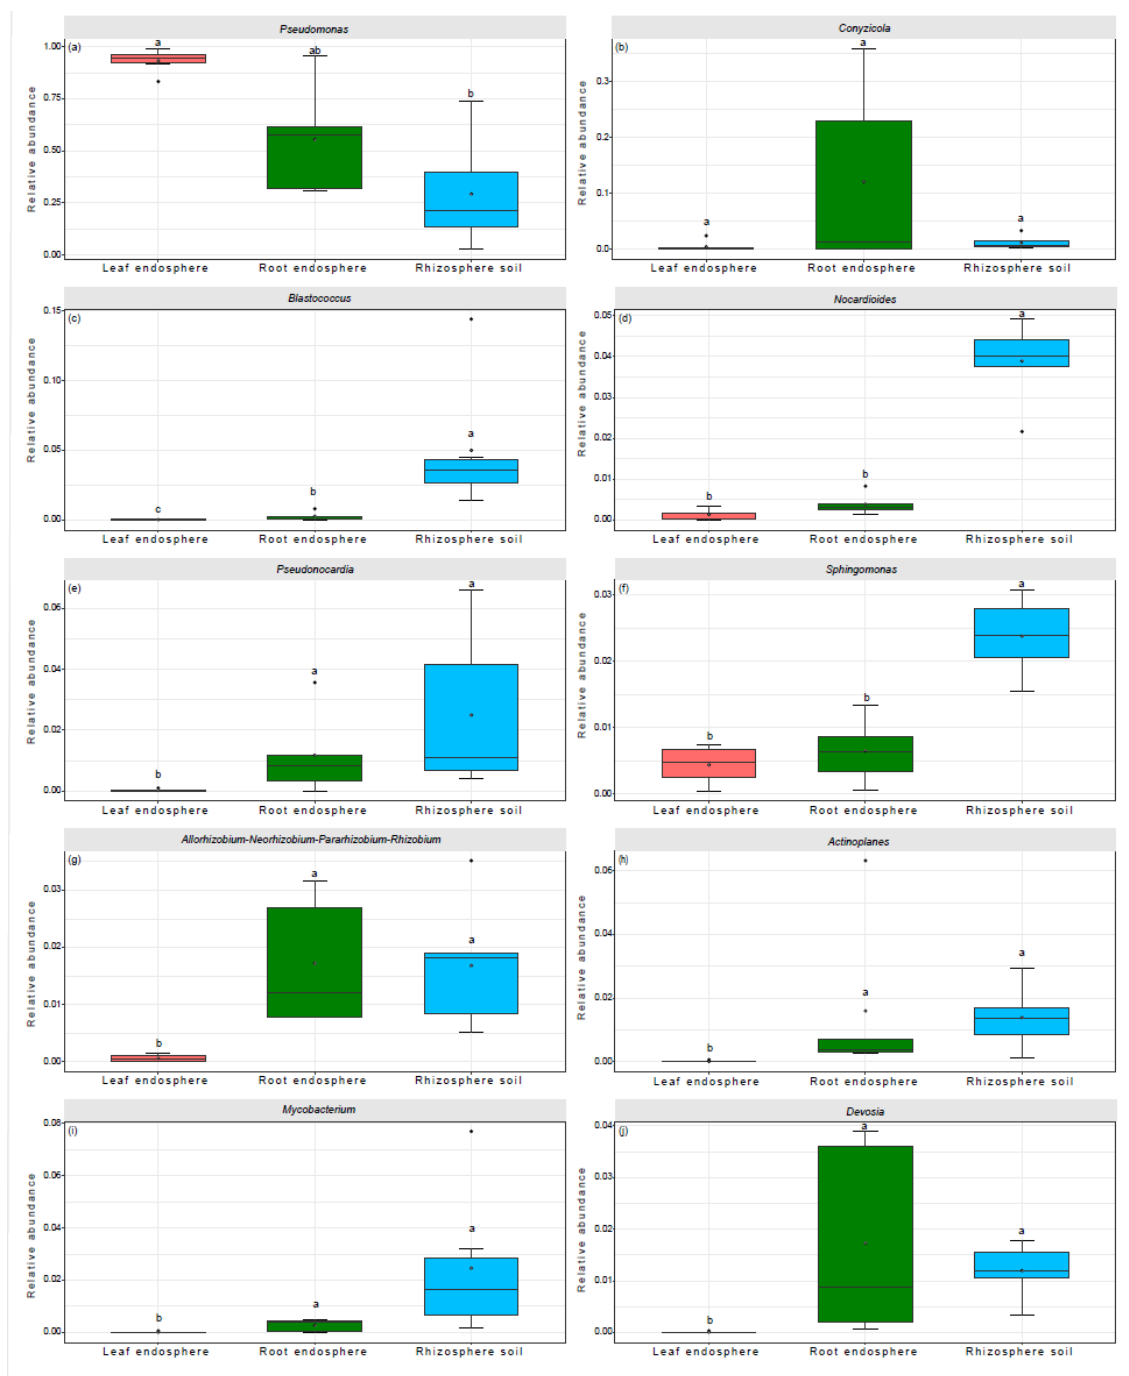 Pseudomonas
(a)
Relative abundance
1.00
0.75
0.50
0.25
0.00
a
ab
b
Leaf endosphere Root endosphere Rhizosphere soil
Conyzicola
(b)
Relative abundance
0.3
0.2
0.1
0.0
a
a
a
Leaf endosphere Root endosphere Rhizosphere soil
Blastococcus
(c)
Relative abundance
0.15
0.10
0.05
0.00
c
b
a
Leaf endosphere Root endosphere Rhizosphere soil
Nocardioides
(d)
Relative abundance
0.05
0.04
0.03
0.02
0.01
0.00
b
b
a
Leaf endosphere Root endosphere Rhizosphere soil
Pseudonocardia
(e)
Relative abundance
0.06
0.04
0.02
0.00
b
a
a
Leaf endosphere Root endosphere Rhizosphere soil
Sphingomonas
(f)
Relative abundance
0.03
0.02
0.01
0.00
b
b
a
Leaf endosphere Root endosphere Rhizosphere soil
Allorhizobium-Neorhizobium-Pararhizobium-Rhizobium
(g)
Relative abundance
0.03
0.02
0.01
0.00
b
a
a
Leaf endosphere Root endosphere Rhizosphere soil
Actinoplanes
(h)
Relative abundance
0.06
0.04
0.02
0.00
b
a
a
Leaf endosphere Root endosphere Rhizosphere soil
Mycobacterium
(i)
Relative abundance
0.08
0.06
0.04
0.02
0.00
b
a
a
Leaf endosphere Root endosphere Rhizosphere soil
Devosia
(j)
Relative abundance
0.04
0.03
0.02
0.01
0.00
b
a
a
Leaf endosphere Root endosphere Rhizosphere soil